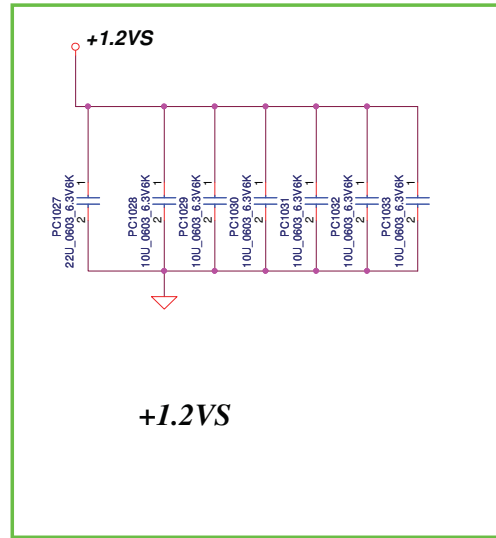 +1.2VS
PC1027
22U_0603_6.3V6K
1
2
PC1028
10U_0603_6.3V6K
1
2
PC1029
10U_0603_6.3V6K
1
2
PC1030
10U_0603_6.3V6K
1
2
PC1031
10U_0603_6.3V6K
1
2
PC1032
10U_0603_6.3V6K
1
2
PC1033
10U_0603_6.3V6K
1
2
+1.2VS